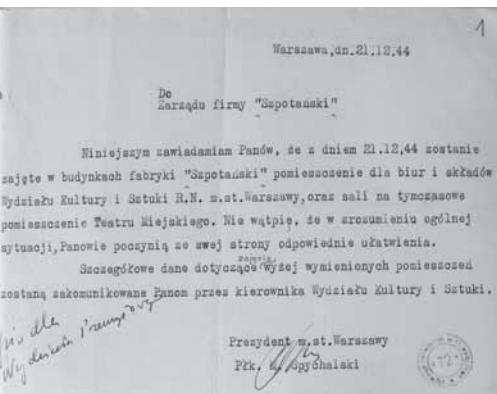 1
Warszawa,dn.21.12.44
Do
Zarządu firmy "Szpotański"
Niniejszym zawiadamiam Panów, że z dniem 21.12.44 zostanie
zajęte w budynkach fabryki "Szpotański" pomieszczenie dla biur i składów
Wydziału Kultury i Sztuki R.N. m.st.Warszawy,oraz sali na tymczasowe
pomieszczenie Teatru Miejskiego. Nie wątpię, że w zrozumieniu ogólnej
sytuacji,Panowie poczynią ze swej strony odpowiednie ułatwienia.
zajęcia
Szczegółowe dane dotyczące wyżej wymienionych pomieszczeń
zostaną zakomunikowane Panom przez kierownika Wydziału Kultury i Sztuki.
dla
Prezydent m.st.Warszawy
Płk. Spychalski